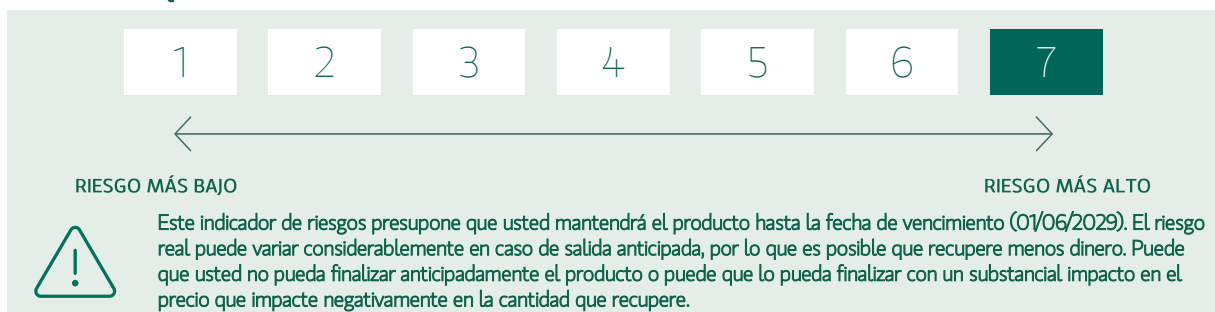 1 2 3 4 5 6 7
RIESGO MÁS BAJO RIESGO MÁS ALTO
Este indicador de riesgos presupone que usted mantendrá el producto hasta la fecha de vencimiento (01/06/2029). El riesgo
real puede variar considerablemente en caso de salida anticipada, por lo que es posible que recupere menos dinero. Puede
que usted no pueda finalizar anticipadamente el producto o puede que lo pueda finalizar con un substancial impacto en el
precio que impacte negativamente en la cantidad que recupere.